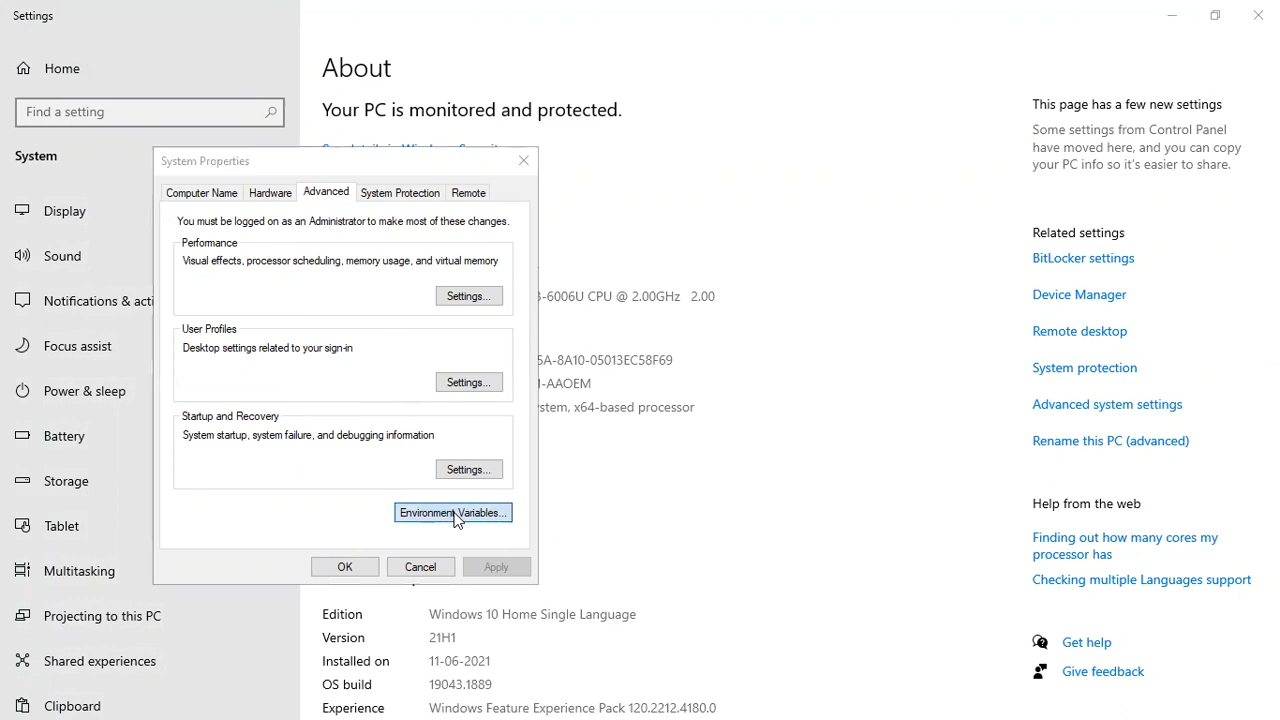 Settings
Home
Find a setting
System
Display
Sound
Notifications & acti
Focus assist
Power & sleep
Battery
Storage
Tablet
Multitasking
Projecting to this PC
Shared experiences
Clipboard
About
Your PC is monitored and protected.
System Properties
Computer Name
Hardware
Advanced
System Protection
Remote
You must be logged on as an Administrator to make most of these changes.
Performance
Visual effects, processor scheduling, memory usage, and virtual memory
Settings...
User Profiles
Desktop settings related to your sign-in
Settings...
Startup and Recovery
System startup, system failure, and debugging information
Settings...
Environment Variables...
OK
Cancel
Apply
3-6006U CPU @ 2.00GHz 2.00
5A-8A10-05013EC58F69
-AAOEM
stem, x64-based processor
Edition Windows 10 Home Single Language
Version 21H1
Installed on 11-06-2021
OS build 19043.1889
Experience Windows Feature Experience Pack 120.2212.4180.0
This page has a few new settings
Some settings from Control Panel
have moved here, and you can copy
your PC info so it's easier to share.
Related settings
BitLocker settings
Device Manager
Remote desktop
System protection
Advanced system settings
Rename this PC (advanced)
Help from the web
Finding out how many cores my
processor has
Checking multiple Languages support
Get help
Give feedback